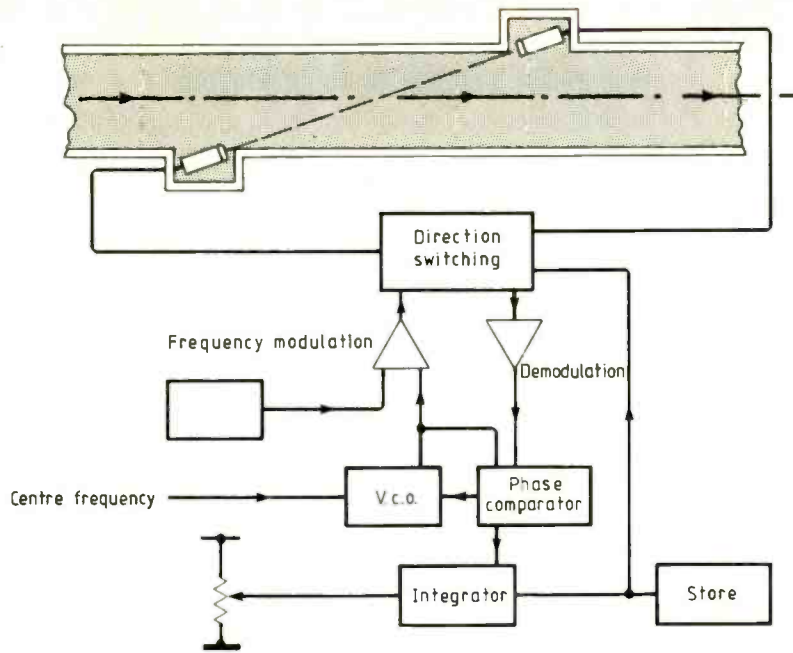 Direction
switching
Frequency modulation
Demodulation
Centre frequency
V.c.o.
Phase
comparator
Integrator
Store